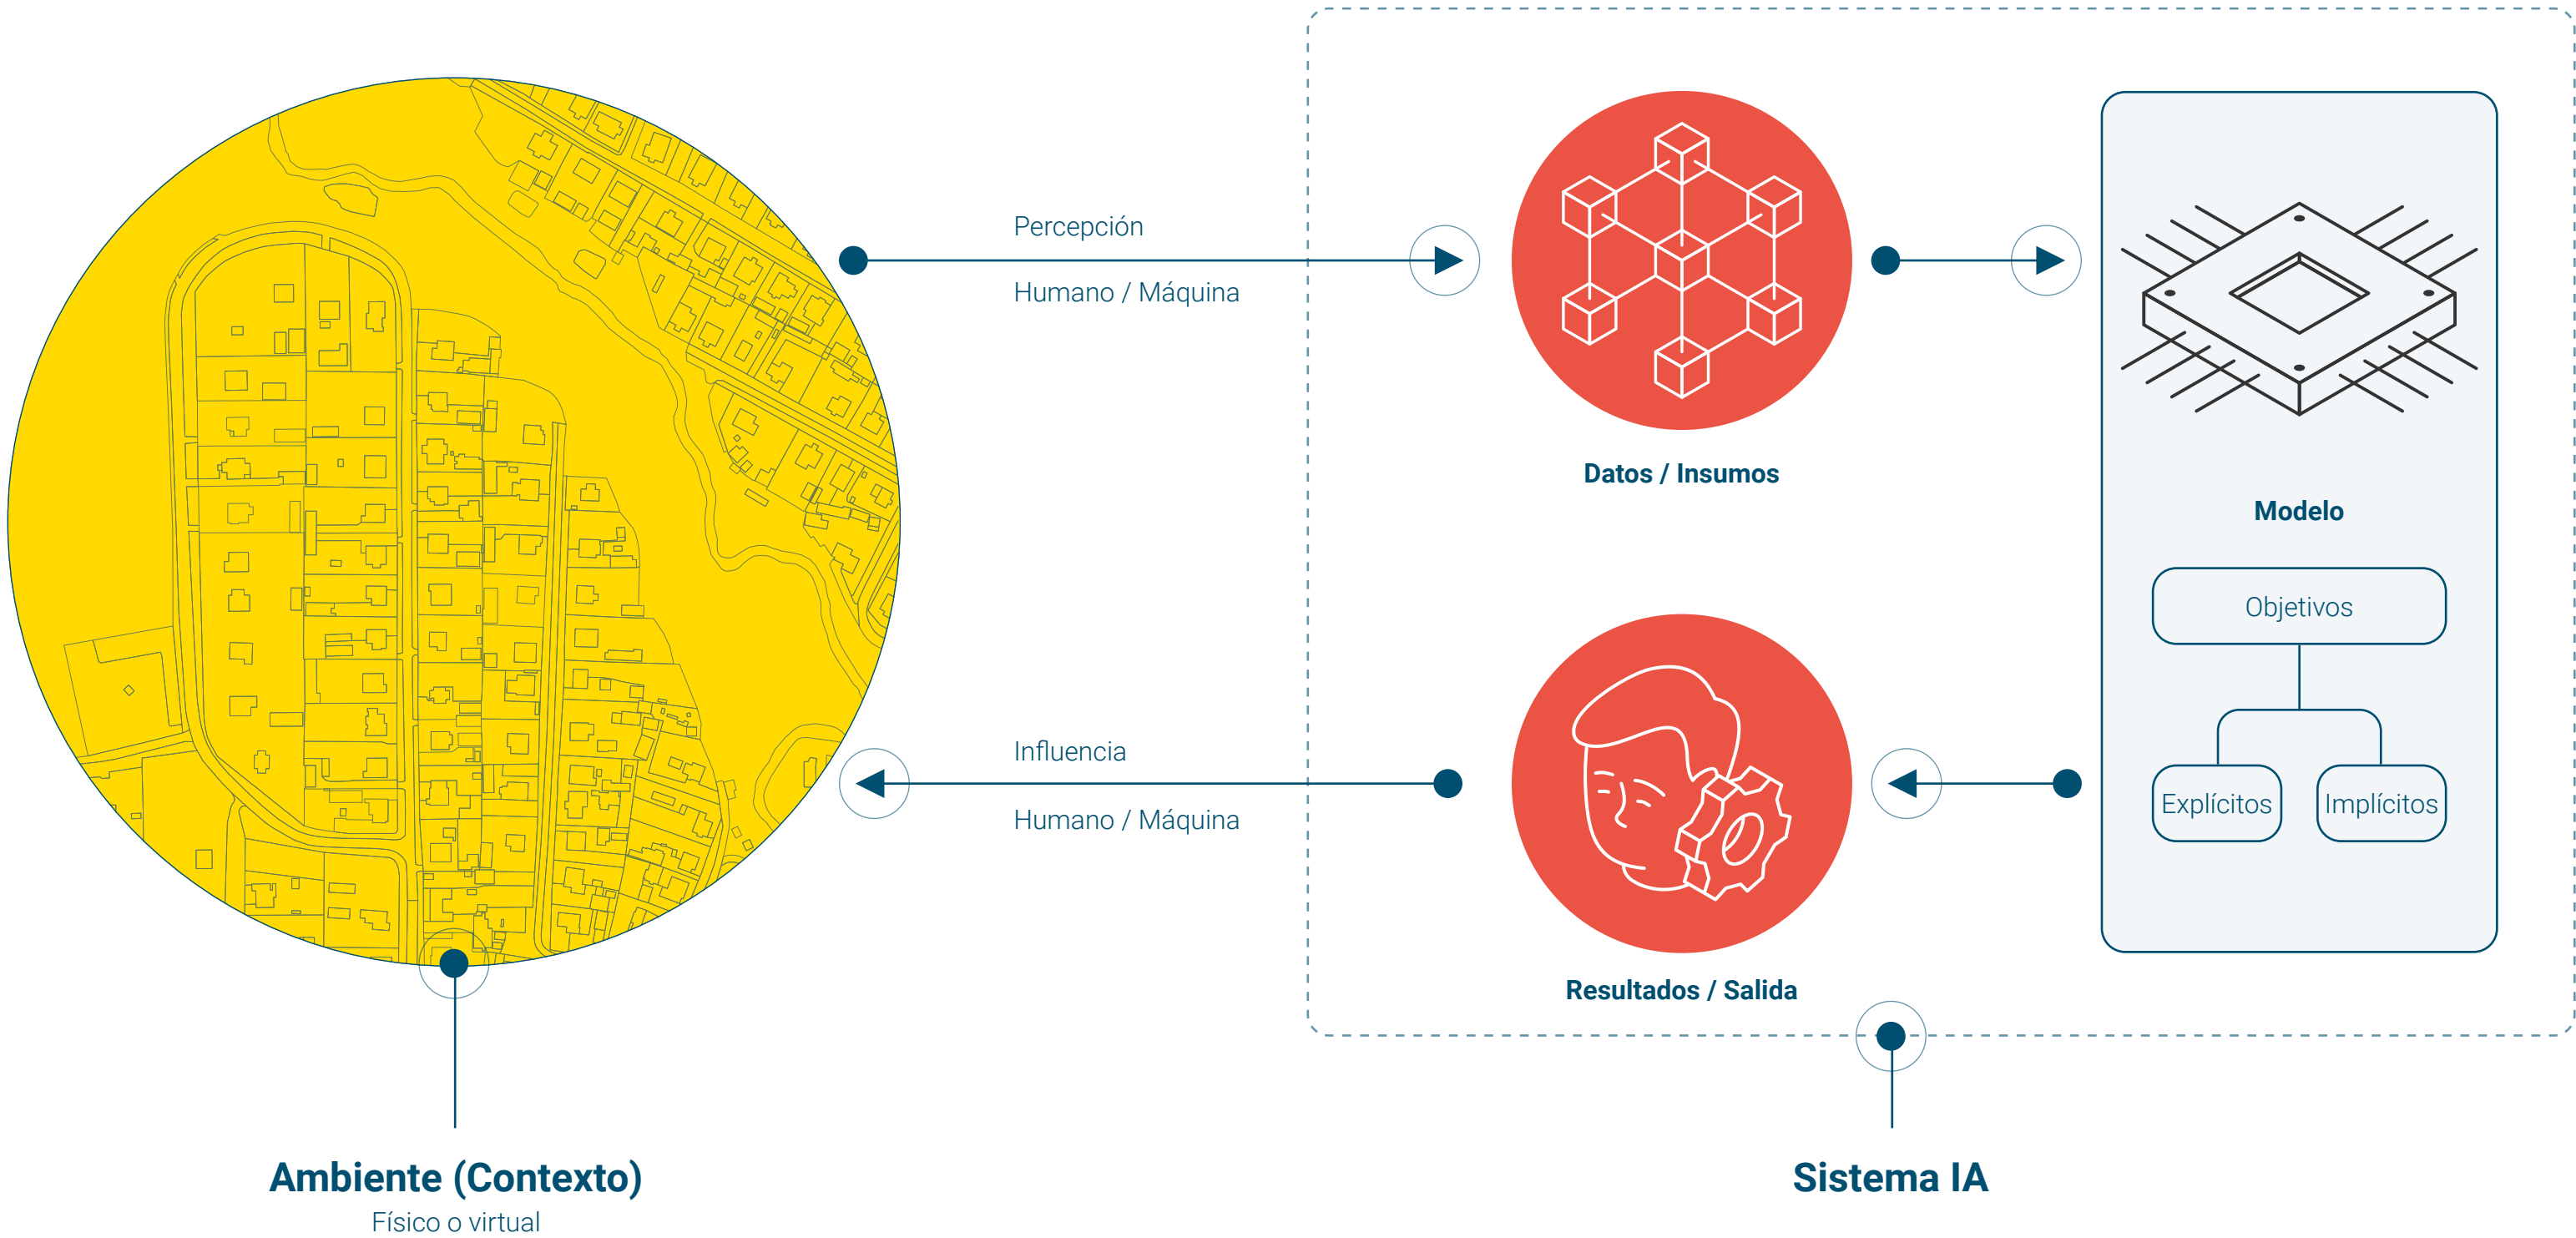 Percepción
Humano / Máquina
Datos / Insumos
Modelo
Objetivos
Explícitos
Implícitos
Influencia
Humano / Máquina
Resultados / Salida
Ambiente (Contexto)
Físico o virtual
Sistema IA